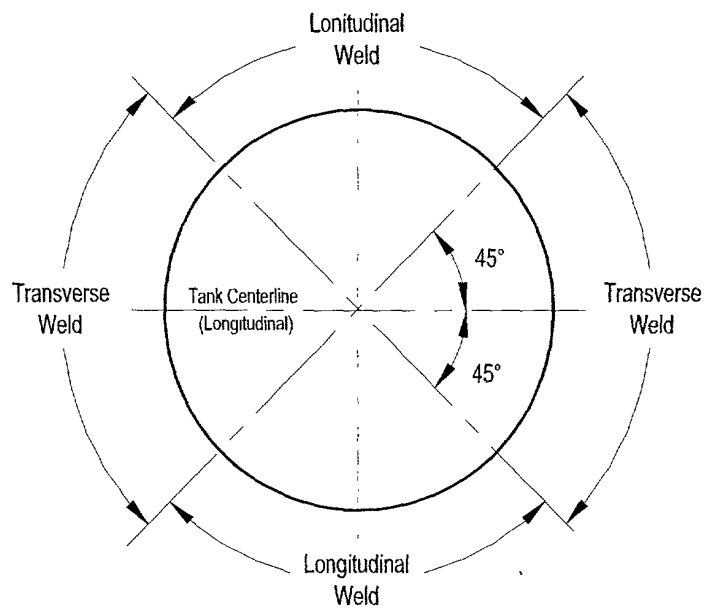 Lonitudinal
Weld
45°
Transverse
Weld
Tank Centerline
(Longitudinal)
Transverse
Weld
45°
Longitudinal
Weld